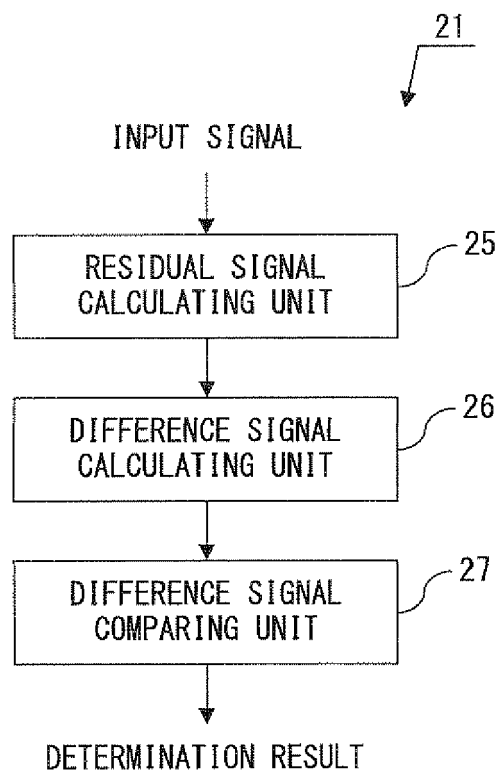 21
INPUT SIGNAL
RESIDUAL SIGNAL
CALCULATING UNIT
25
DIFFERENCE SIGNAL
CALCULATING UNIT
26
DIFFERENCE SIGNAL
COMPARING UNIT
27
DETERMINATION RESULT